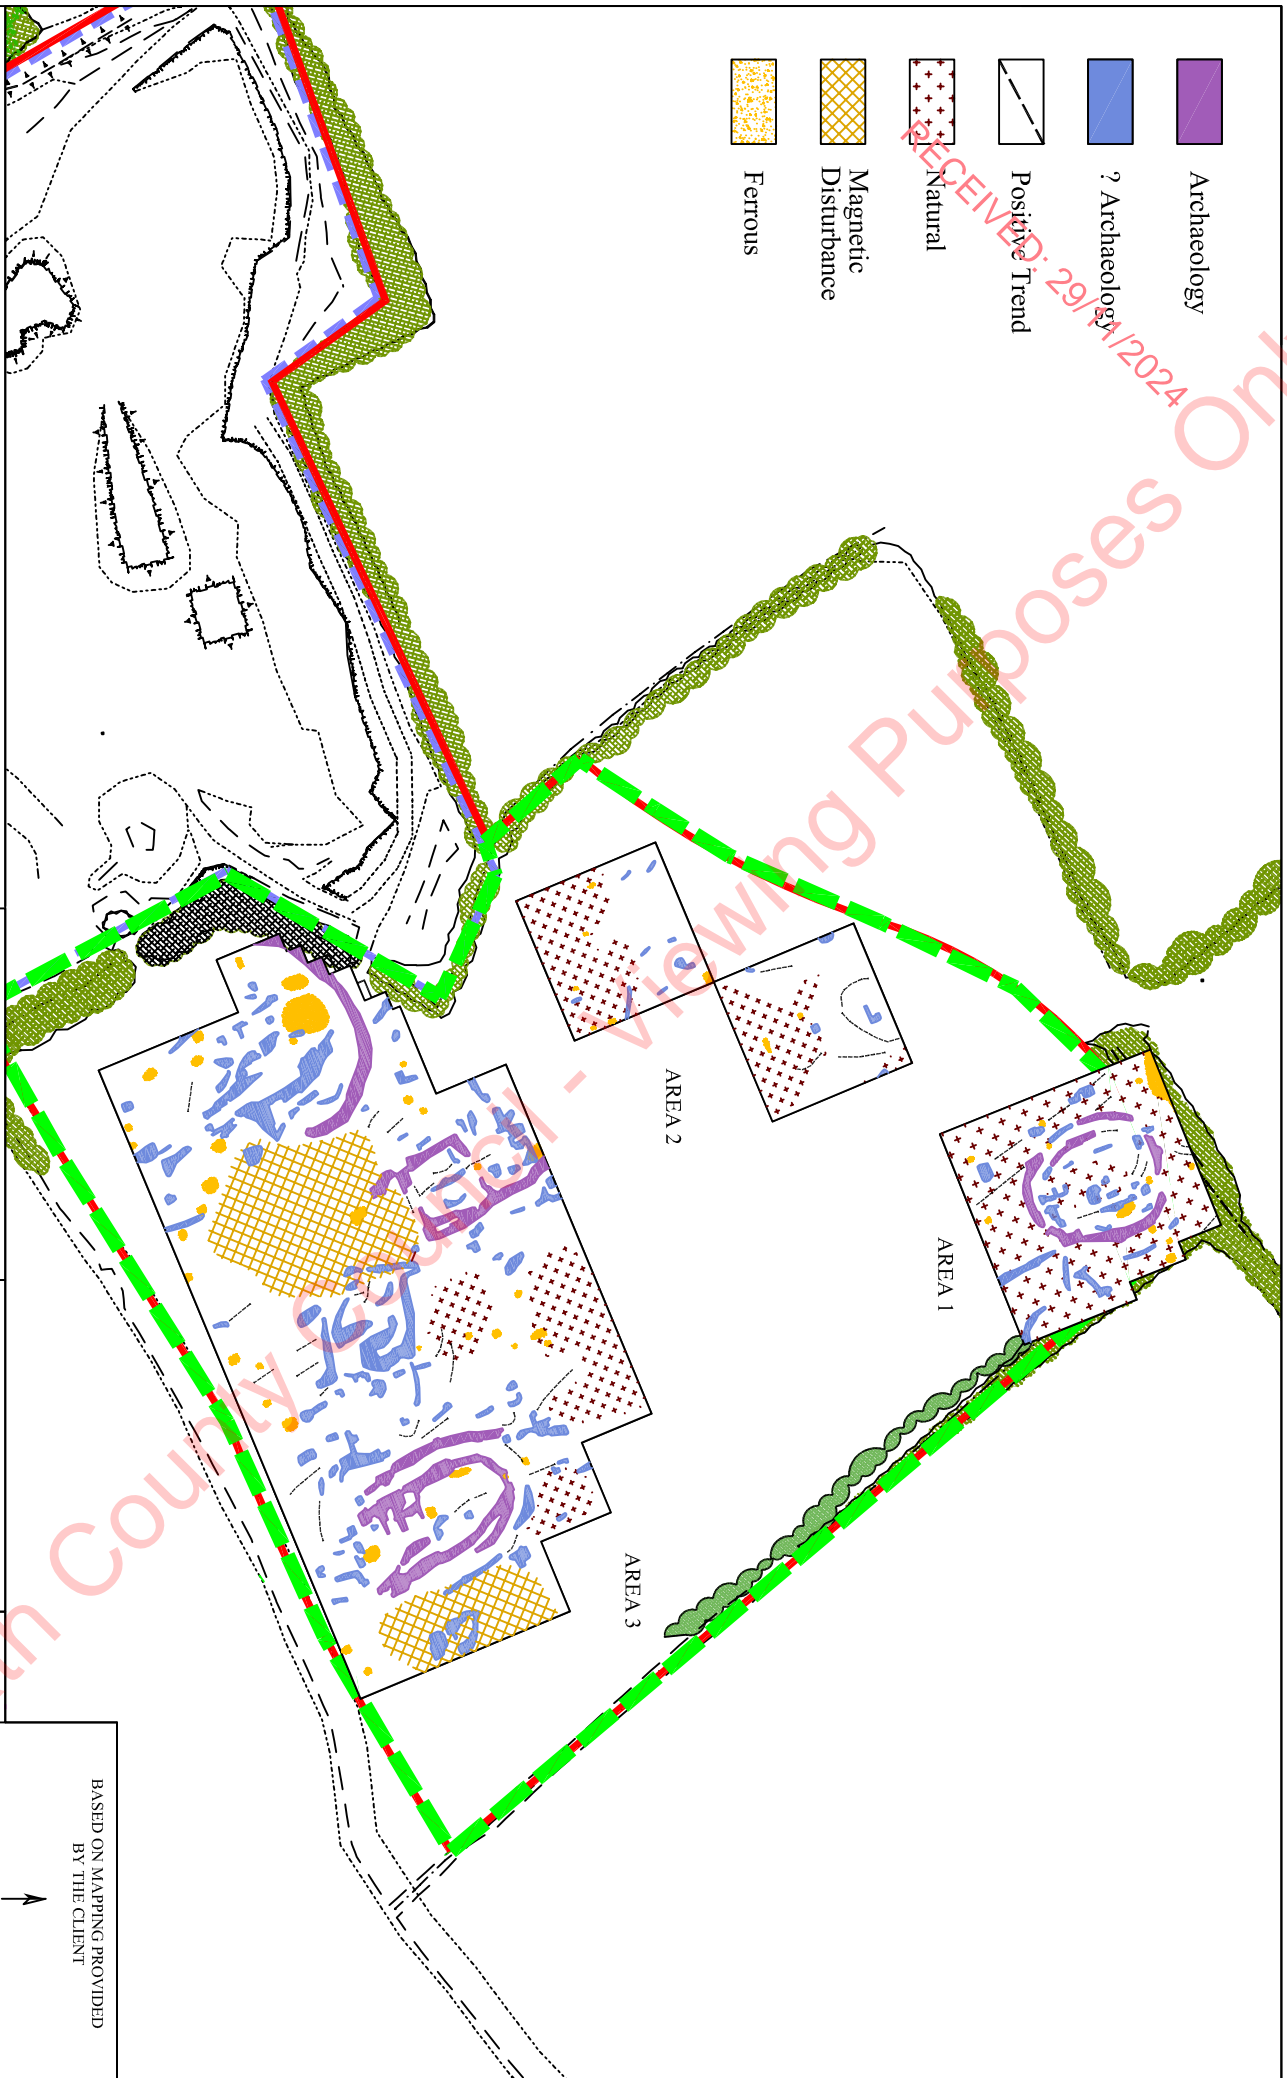 Archaeology
? Archaeology
Positive Trend
Natural
Magnetic
Disturbance
Ferrous
RECEIVED: 29/11/2024
County Council - Viewing Purposes
AREA 1
AREA 2
AREA 3
BASED ON MAPPING PROVIDED
BY THE CLIENT